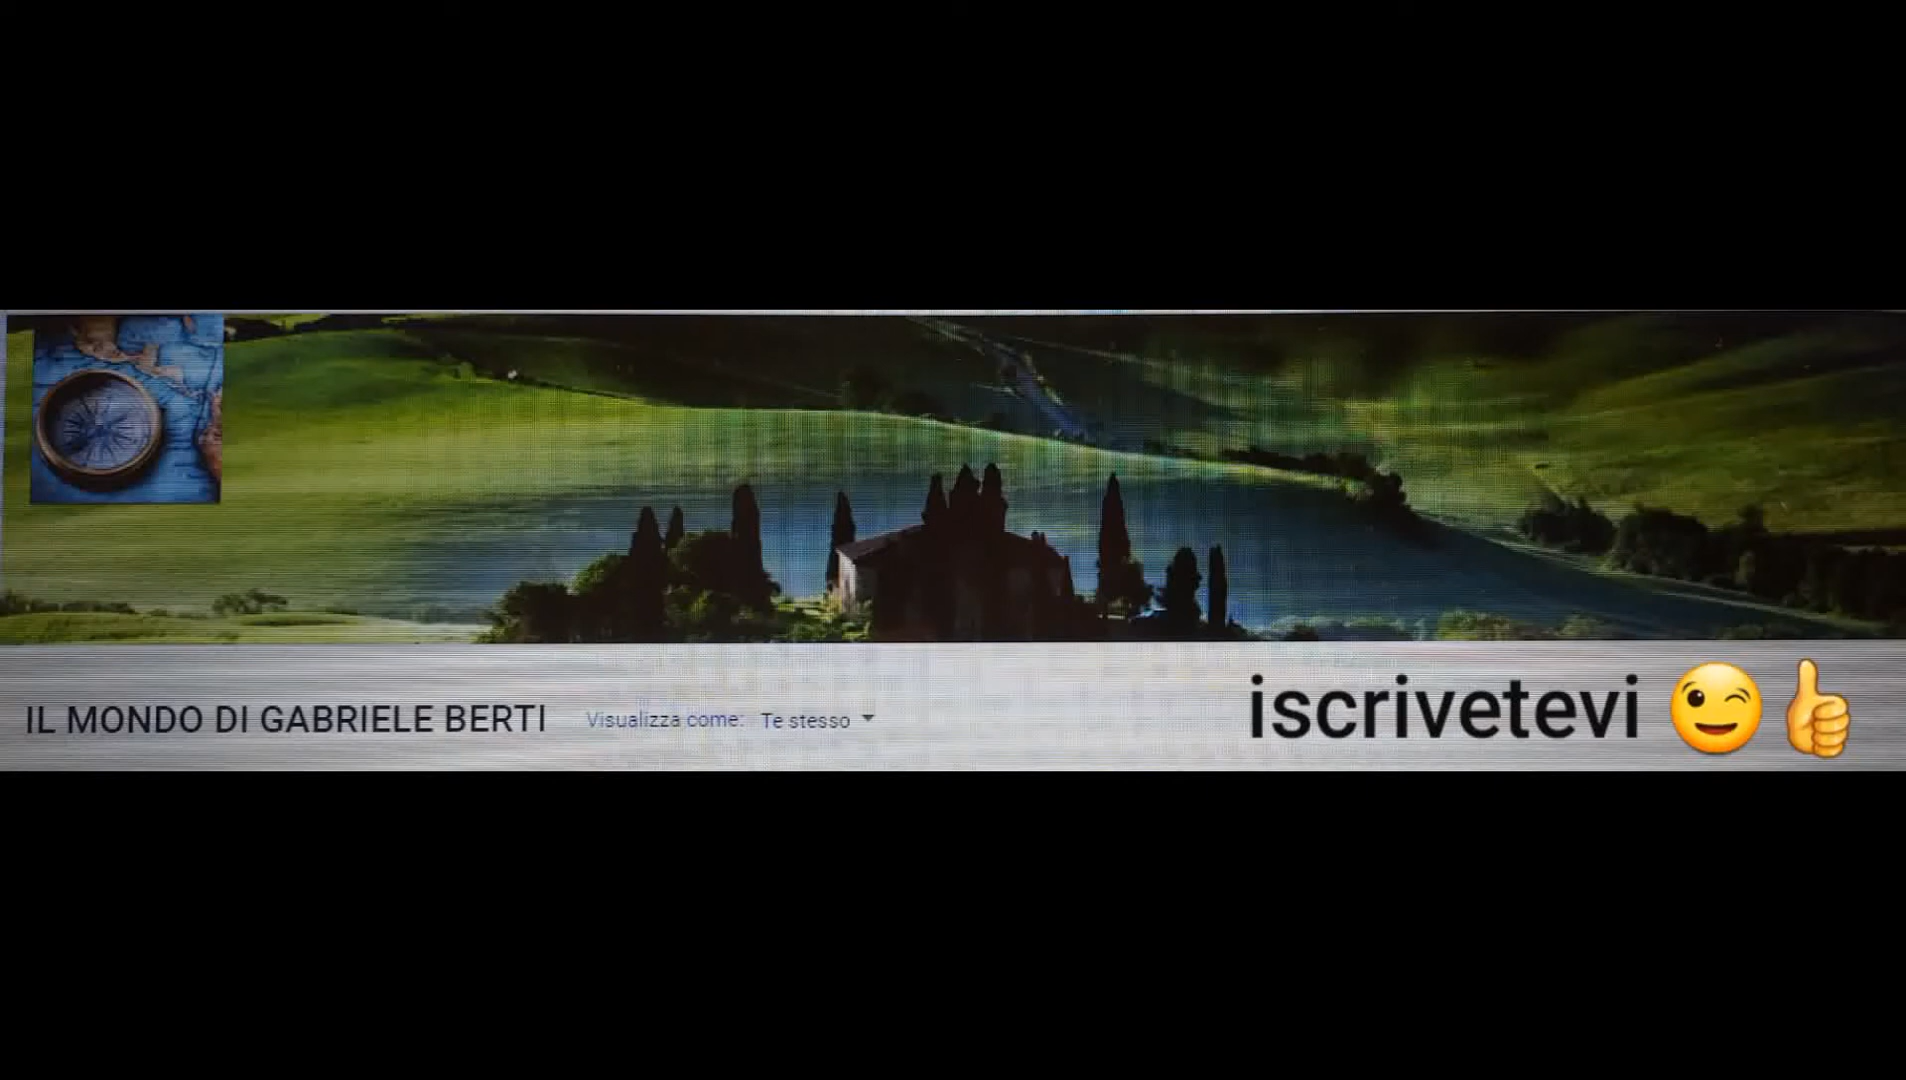 IL MONDO DI GABRIELE BERTI Visualizza come: Te stesso iscrivetevi 😉👍